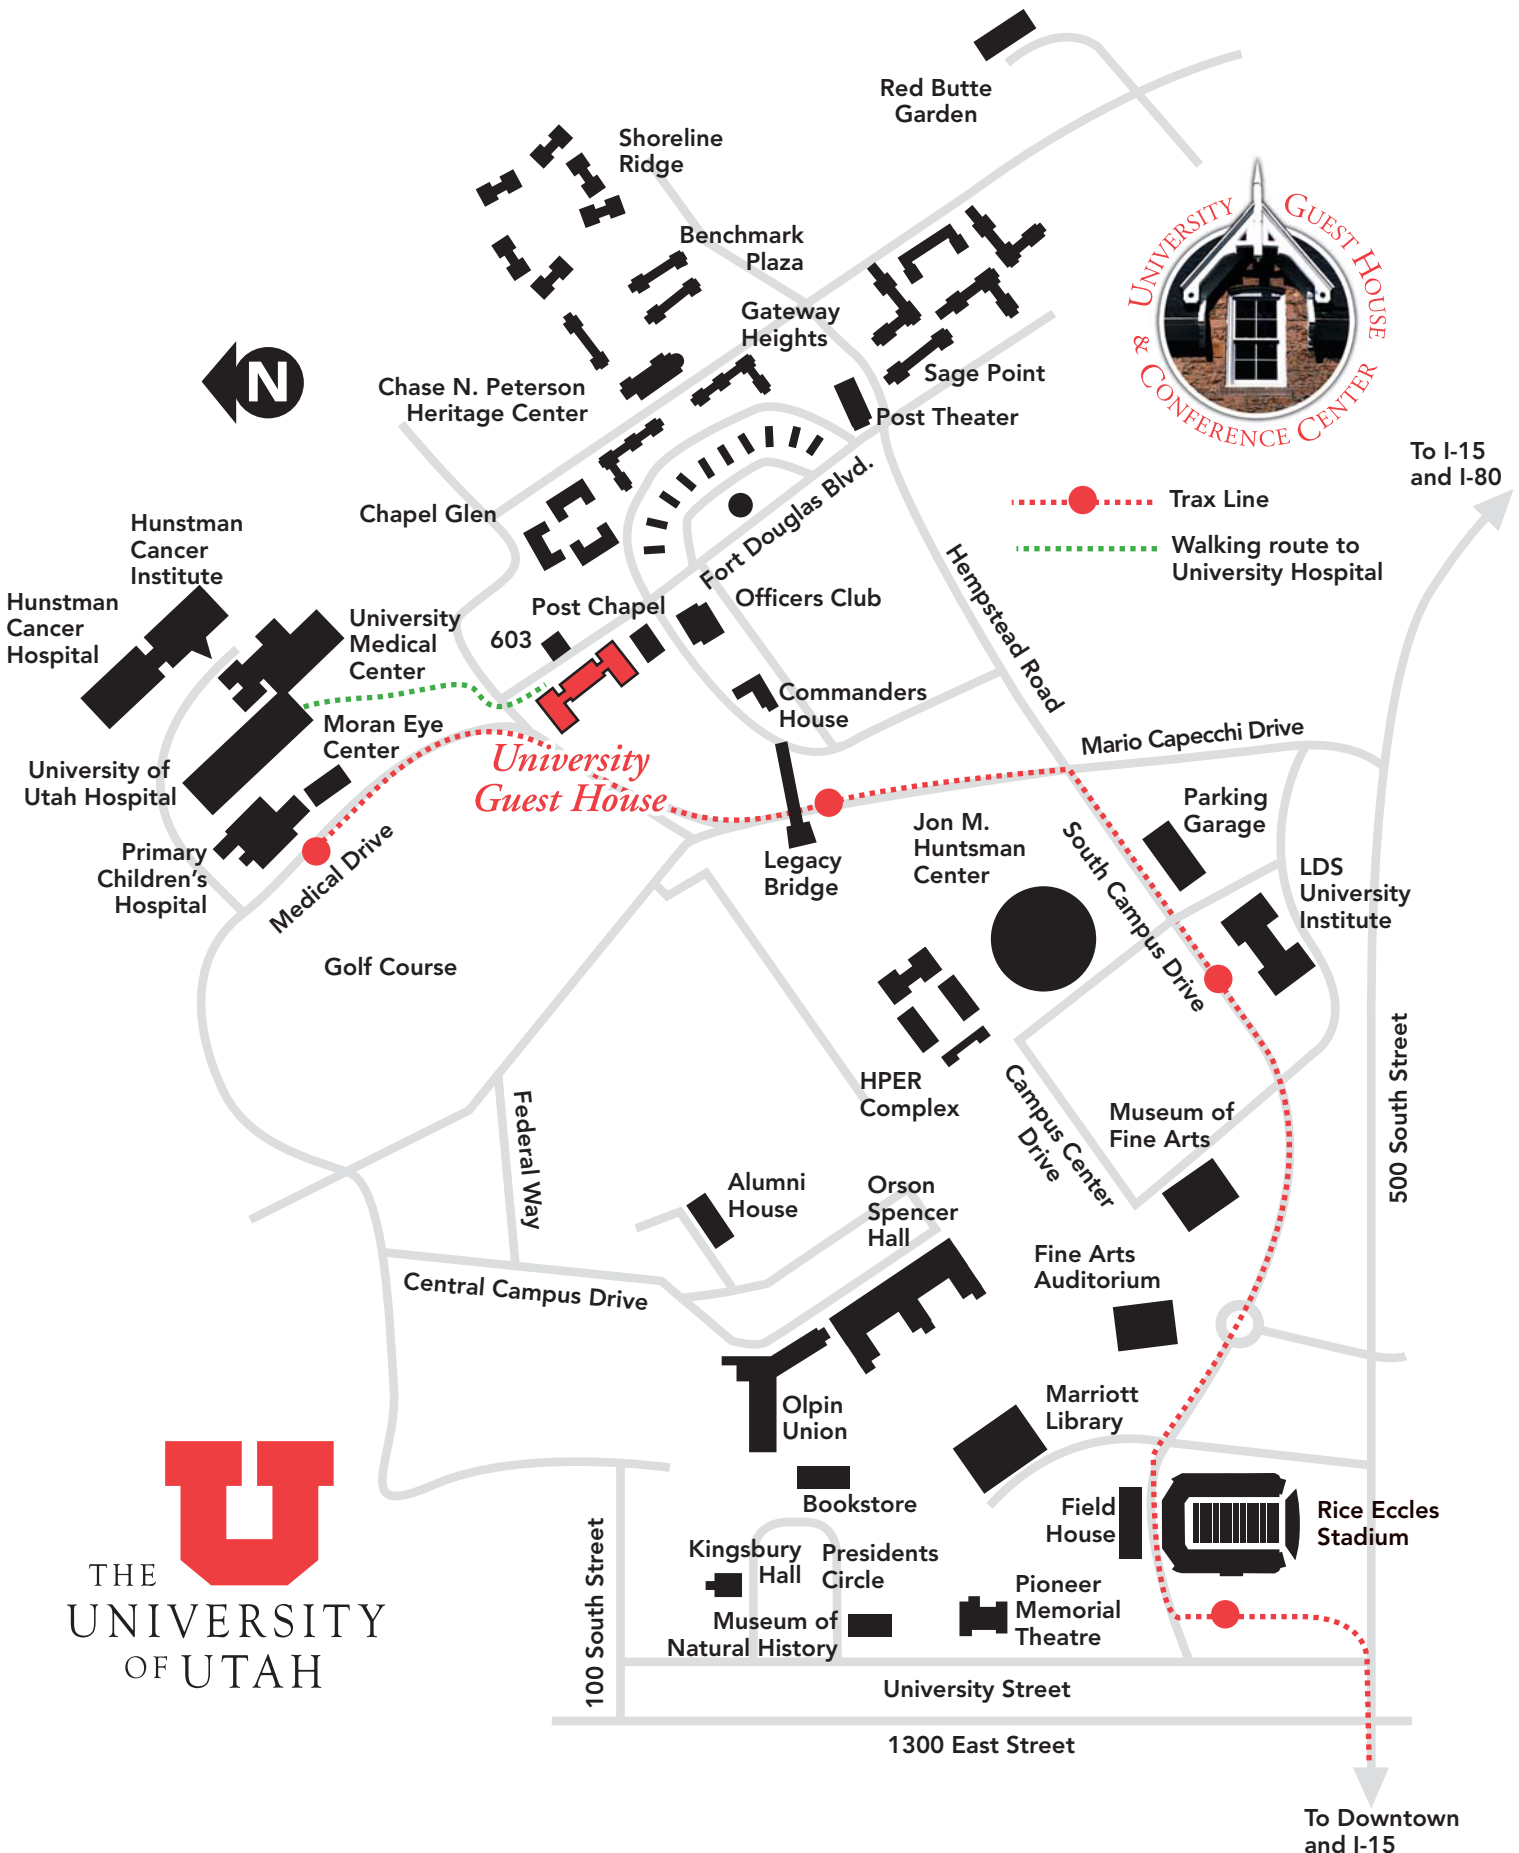 Red Butte
Garden
Shoreline
Ridge
Benchmark
Plaza
Gateway
Heights
UNIVERSITY GUEST HOUSE
& CONFERENCE CENTER
N
Chase N. Peterson
Heritage Center
Sage Point
Post Theater
To I-15
and I-80
Trax Line
Walking route to
University Hospital
Chapel Glen
Fort Douglas Blvd.
Hunstman
Cancer
Institute
Hunstman
Cancer
Hospital
University
Medical
Center
603
Post Chapel
Officers Club
Hempstead Road
Commanders
House
Moran Eye
Center
University of
Utah Hospital
University
Guest House
Mario Capecchi Drive
Primary
Children's
Hospital
Medical Drive
Legacy
Bridge
Jon M.
Huntsman
Center
South Campus Drive
Parking
Garage
LDS
University
Institute
Golf Course
HPER
Complex
Campus Center
Drive
Museum of
Fine Arts
500 South Street
Federal Way
Alumni
House
Orson
Spencer
Hall
Fine Arts
Auditorium
Central Campus Drive
Olpin
Union
Marriott
Library
Bookstore
Field
House
Rice Eccles
Stadium
Kingsbury
Hall
Presidents
Circle
Pioneer
Memorial
Theatre
Museum of
Natural History
100 South Street
THE
UNIVERSITY
OF UTAH
University Street
1300 East Street
To Downtown
and I-15